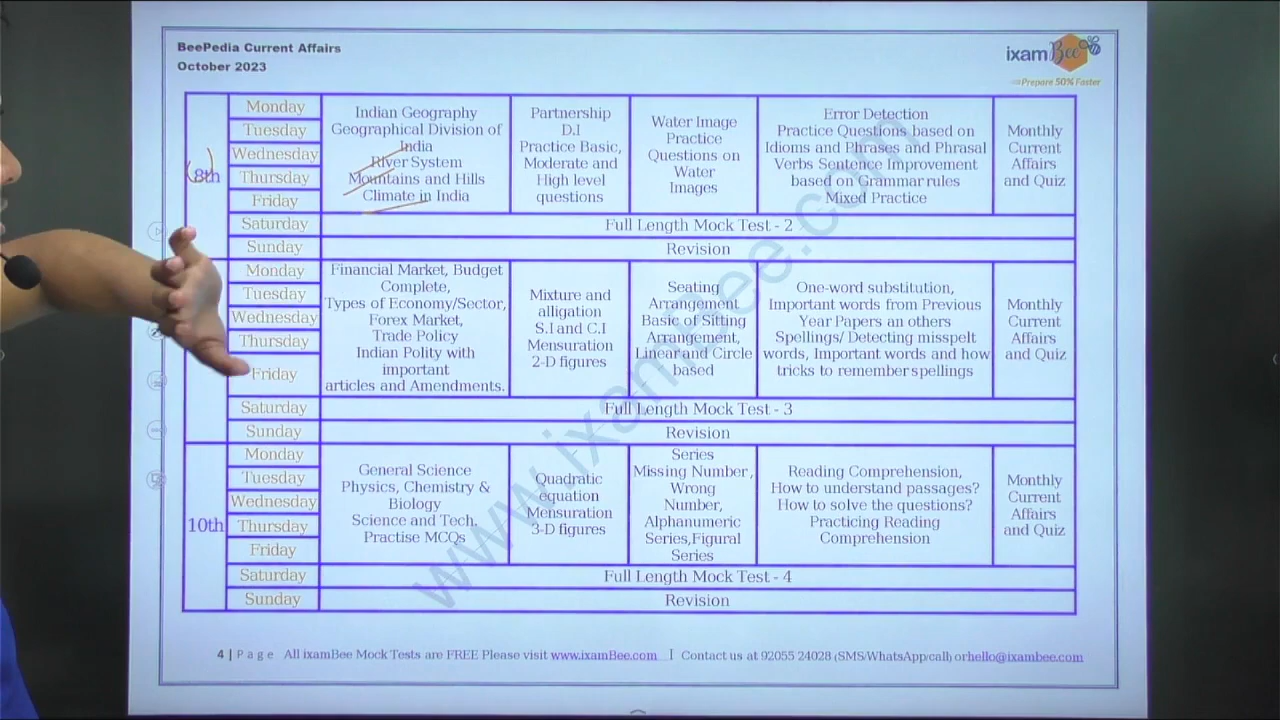 BeePedia Current Affairs
October 2023
ixamBee
Prepare 50% Faster
8th
Monday
Tuesday
Wednesday
Thursday
Friday
Indian Geography
Geographical Division of
India
River System
Mountains and Hills
Climate in India
Partnership
D.I
Practice Basic,
Moderate and
High level
questions
Water Image
Practice
Questions on
Water
Images
Error Detection
Practice Questions based on
Idioms and Phrases and Phrasal
Verbs Sentence Improvement
based on Grammar rules
Mixed Practice
Monthly
Current
Affairs
and Quiz
Saturday
Full Length Mock Test - 2
Sunday
Revision
Monday
Tuesday
Wednesday
Thursday
Friday
Financial Market, Budget
Complete,
Types of Economy/Sector,
Forex Market,
Trade Policy
Indian Polity with
important
articles and Amendments.
Mixture and
alligation
S.I and C.I
Mensuration
2-D figures
Seating
Arrangement
Basic of Sitting
Arrangement,
Linear and Circle
based
One-word substitution,
Important words from Previous
Year Papers an others
Spellings/ Detecting misspelt
words, Important words and how
tricks to remember spellings
Monthly
Current
Affairs
and Quiz
Saturday
Full Length Mock Test - 3
Sunday
Revision
10th
Monday
Tuesday
Wednesday
Thursday
Friday
General Science
Physics, Chemistry &
Biology
Science and Tech.
Practise MCQs
Quadratic
equation
Mensuration
3-D figures
Series
Missing Number,
Wrong
Number,
Alphanumeric
Series,Figural
Series
Reading Comprehension,
How to understand passages?
How to solve the questions?
Practicing Reading
Comprehension
Monthly
Current
Affairs
and Quiz
Saturday
Full Length Mock Test - 4
Sunday
Revision
www.ixambee.com
4 | Page All ixamBee Mock Tests are FREE Please visit www.ixamBee.com I Contact us at 92055 24028 (SMS/WhatsApp/call) orhello@ixambee.com